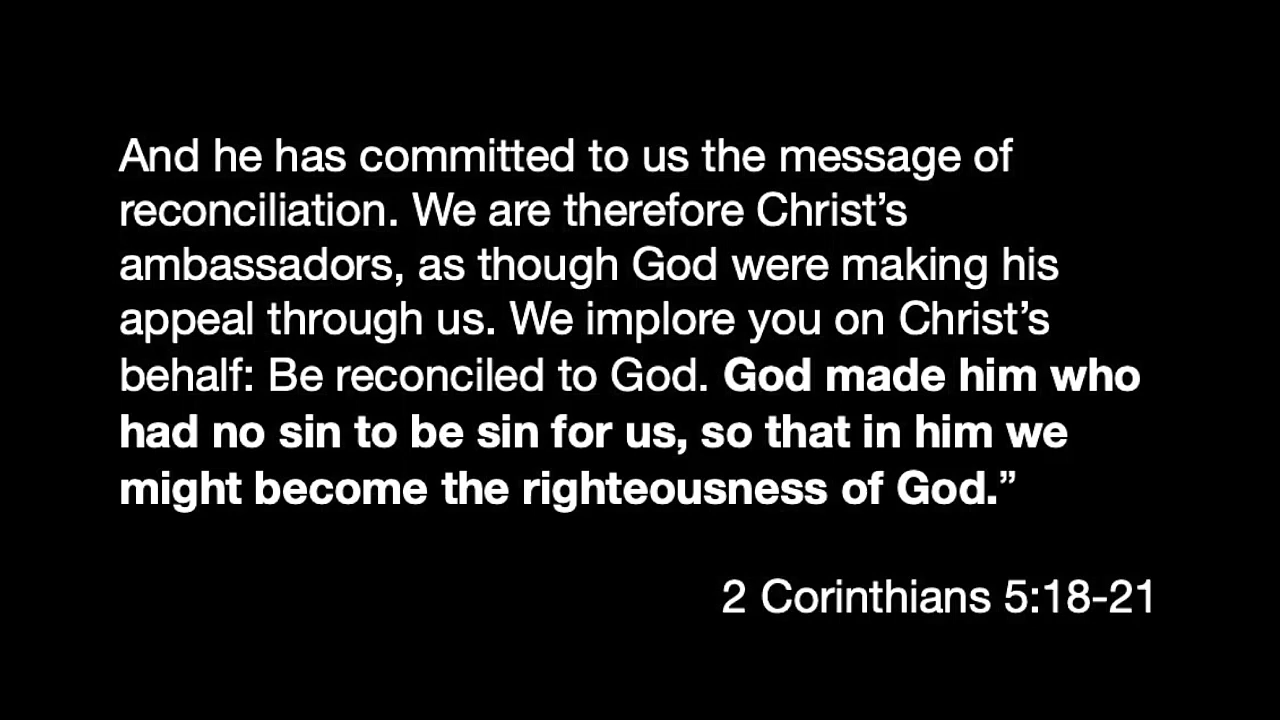 And he has committed to us the message of
reconciliation. We are therefore Christ’s
ambassadors, as though God were making his
appeal through us. We implore you on Christ’s
behalf: Be reconciled to God. God made him who
had no sin to be sin for us, so that in him we
might become the righteousness of God.”
2 Corinthians 5:18-21